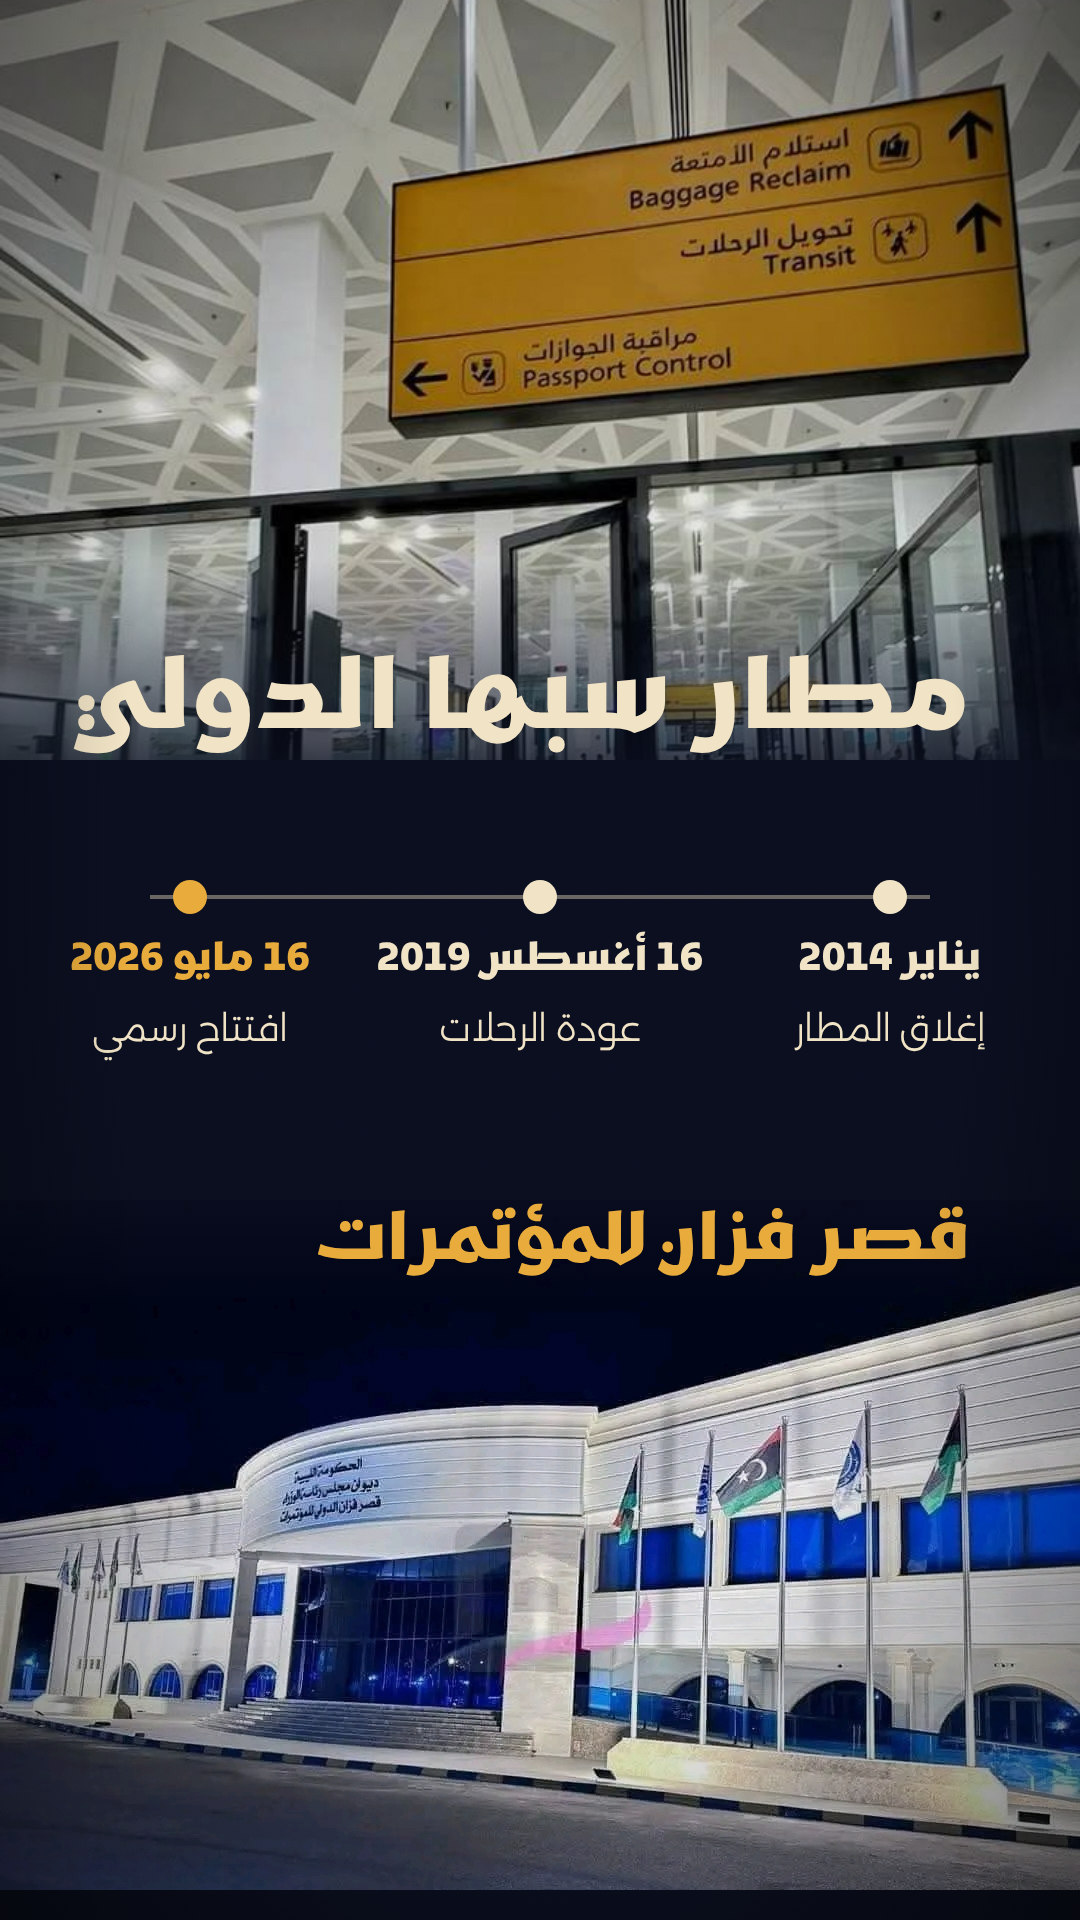 استلام الأمتعة
Baggage Reclaim
تحويل الرحلات
Transit
مراقبة الجوازات
Passport Control
مطار سبها الدولي
يناير 2014
إغلاق المطار
16 أغسطس 2019
عودة الرحلات
16 مايو 2026
افتتاح رسمي
قصر فزان للمؤتمرات
الحكومة الليبية
ديوان مجلس رئاسة الوزراء
قصر فزان الدولي للمؤتمرات